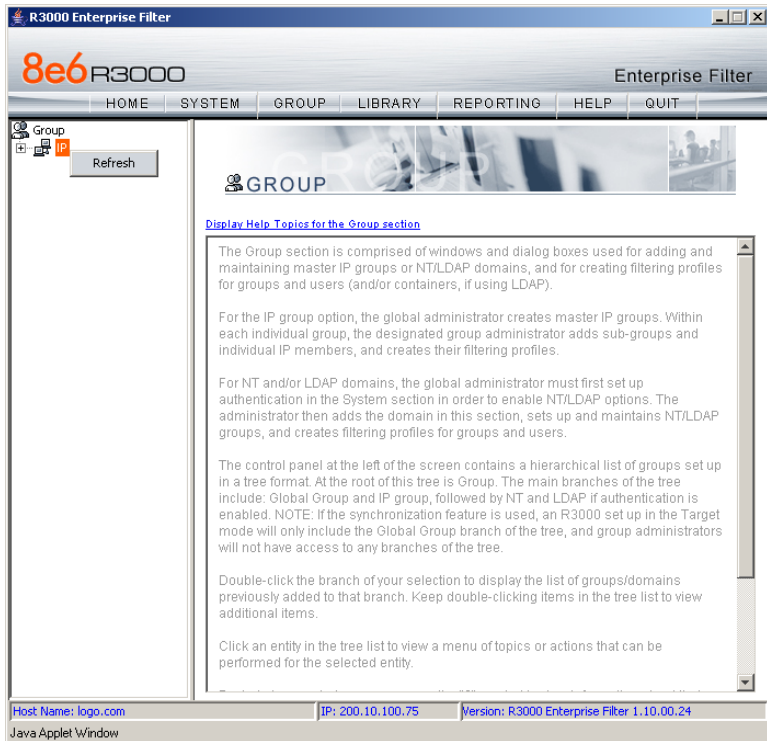 R3000 Enterprise Filter
8e6 R3000
Enterprise Filter
HOME SYSTEM GROUP LIBRARY REPORTING HELP QUIT
Group
IP
Refresh
GROUP
GROUP
Display Help Topics for the Group section
The Group section is comprised of windows and dialog boxes used for adding and
maintaining master IP groups or NT/LDAP domains, and for creating filtering profiles
for groups and users (and/or containers, if using LDAP).
For the IP group option, the global administrator creates master IP groups. Within
each individual group, the designated group administrator adds sub-groups and
individual IP members, and creates their filtering profiles.
For NT and/or LDAP domains, the global administrator must first set up
authentication in the System section in order to enable NT/LDAP options. The
administrator then adds the domain in this section, sets up and maintains NT/LDAP
groups, and creates filtering profiles for groups and users.
The control panel at the left of the screen contains a hierarchical list of groups set up
in a tree format. At the root of this tree is Group. The main branches of the tree
include: Global Group and IP group, followed by NT and LDAP if authentication is
enabled. NOTE: If the synchronization feature is used, an R3000 set up in the Target
mode will only include the Global Group branch of the tree, and group administrators
will not have access to any branches of the tree.
Double-click the branch of your selection to display the list of groups/domains
previously added to that branch. Keep double-clicking items in the tree list to view
additional items.
Click an entity in the tree list to view a menu of topics or actions that can be
performed for the selected entity.
Host Name: logo.com IP: 200.10.100.75 Version: R3000 Enterprise Filter 1.10.00.24
Java Applet Window